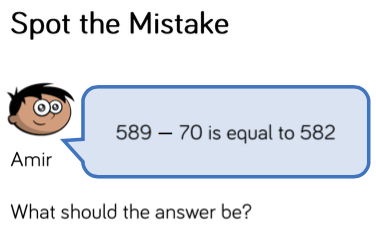 Spot the Mistake
589 – 70 is equal to 582
Amir
What should the answer be?